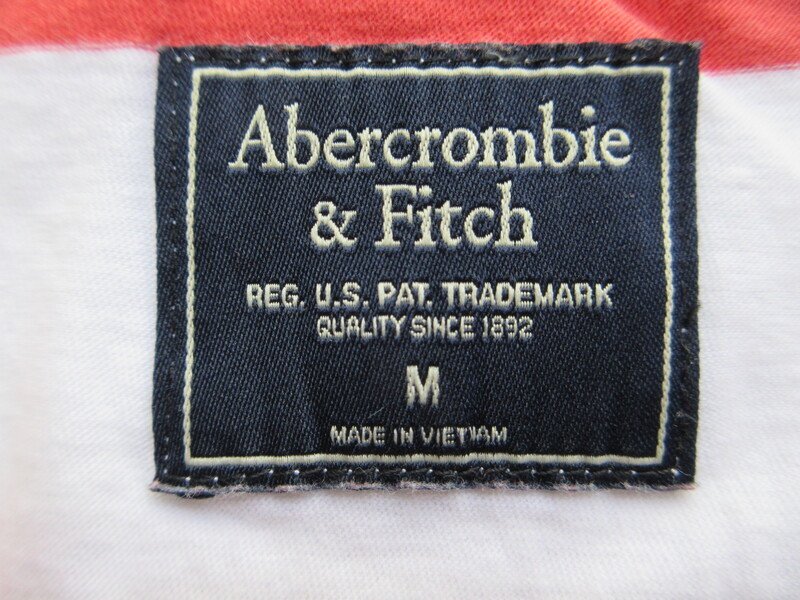 Abercrombie
& Fitch
REG. U.S. PAT. TRADEMARK
QUALITY SINCE 1892
M
MADE IN VIETNAM